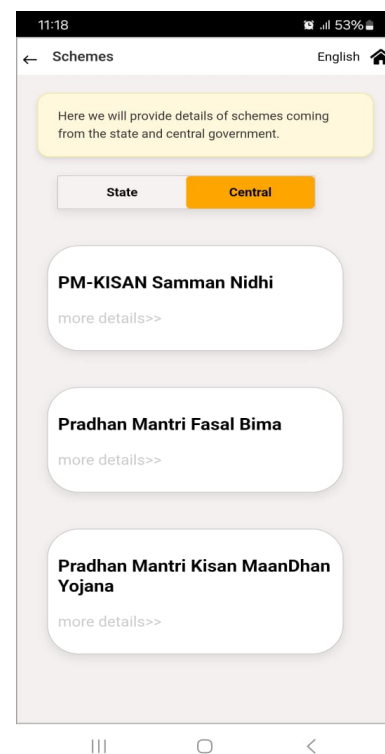 11:18 53%
← Schemes English
Here we will provide details of schemes coming
from the state and central government.
State Central
PM-KISAN Samman Nidhi
more details>>
Pradhan Mantri Fasal Bima
more details>>
Pradhan Mantri Kisan MaanDhan
Yojana
more details>>